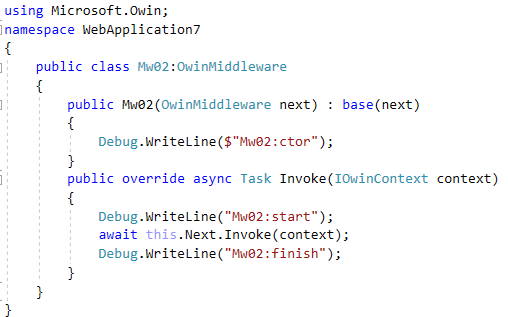 using Microsoft.Owin;
namespace WebApplication7
{
    public class Mw02:OwinMiddleware
    {
        public Mw02(OwinMiddleware next) : base(next)
        {
            Debug.WriteLine($"Mw02:ctor");
        }
        public override async Task Invoke(IOwinContext context)
        {
            Debug.WriteLine("Mw02:start");
            await this.Next.Invoke(context);
            Debug.WriteLine("Mw02:finish");
        }
    }
}